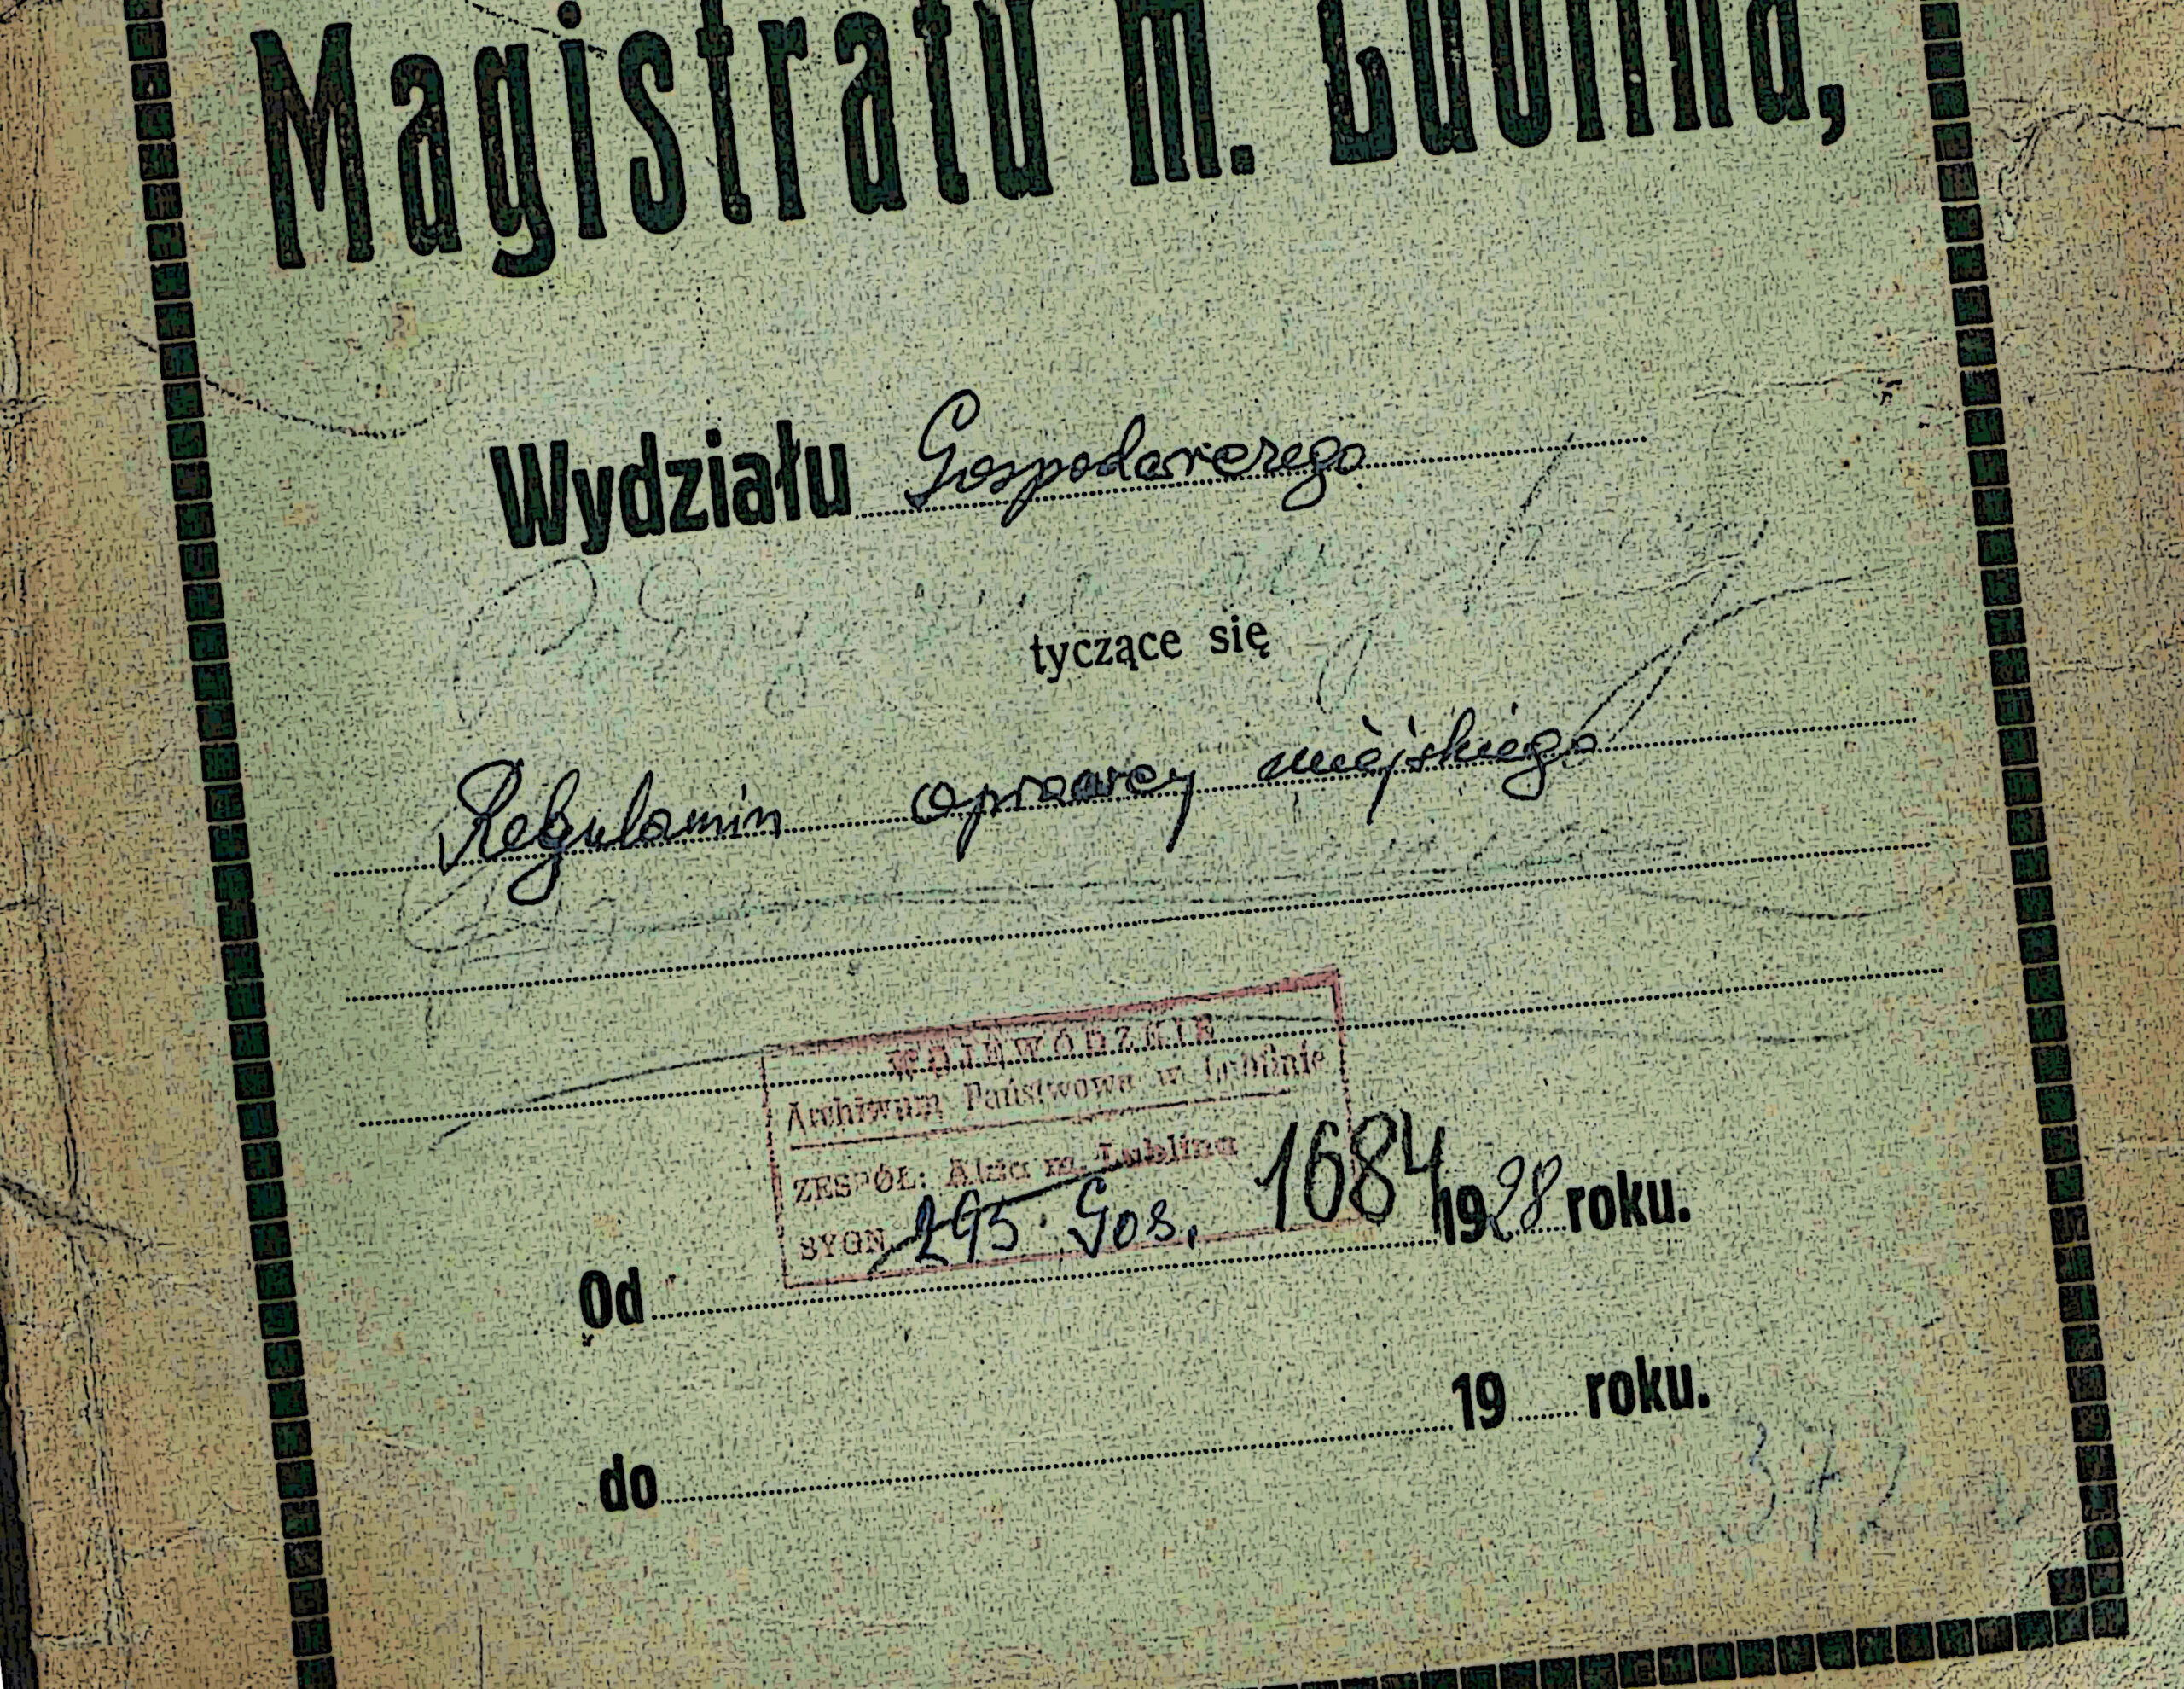 Magistratu m. Lublina,
Wydziału Gospodarczego
tyczące się
Regulamin oprawcy miejskiego
WOJEWÓDZKIE
Archiwum Państwowe w Lublinie
ZESPÓŁ: Akta m. Lublina
SYGN. 295. Gos. 1684
Od 1928 roku.
do 19 roku.